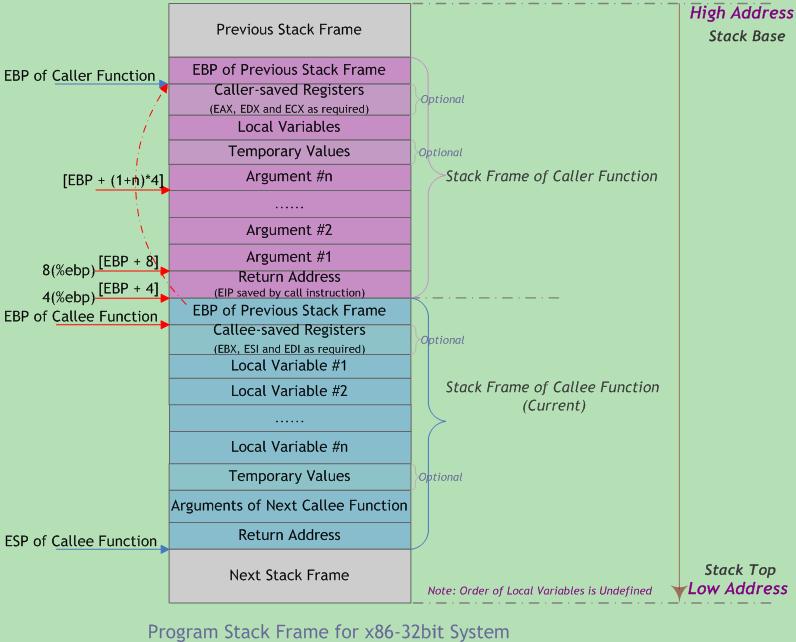 High Address
Previous Stack Frame
Stack Base
EBP of Previous Stack Frame
EBP of Caller Function
Caller-saved Registers
(EAX, EDX and ECX as required)
Optional
Local Variables
Temporary Values
Optional
[EBP + (1+n)*4]
Argument #n
Stack Frame of Caller Function
......
Argument #2
Argument #1
[EBP + 8]
8(%ebp)
Return Address
(EIP saved by call instruction)
[EBP + 4]
4(%ebp)
EBP of Previous Stack Frame
EBP of Callee Function
Callee-saved Registers
(EBX, ESI and EDI as required)
Optional
Local Variable #1
Local Variable #2
Stack Frame of Callee Function
(Current)
......
Local Variable #n
Temporary Values
Optional
Arguments of Next Callee Function
Return Address
ESP of Callee Function
Next Stack Frame
Stack Top
Note: Order of Local Variables is Undefined
Low Address
Program Stack Frame for x86-32bit System